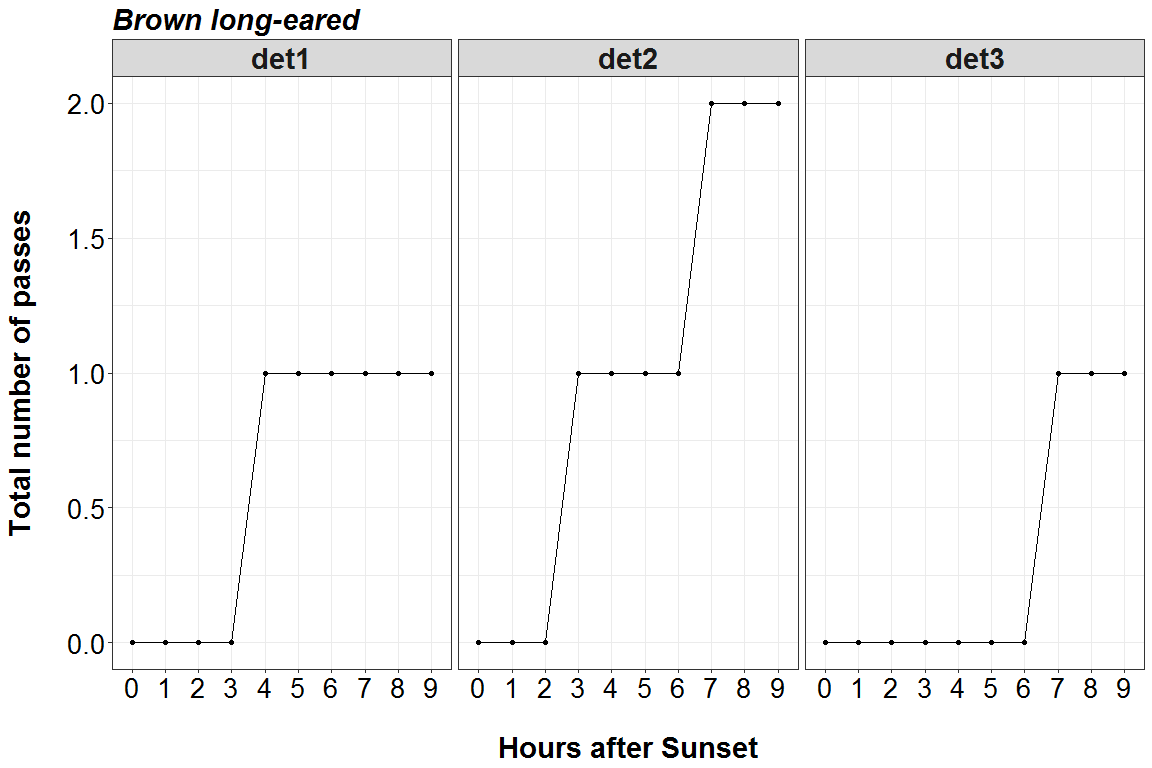 Brown long-eared
det1 det2 det3
2.0
1.5
1.0
0.5
0.0
Total number of passes
0 1 2 3 4 5 6 7 8 9 0 1 2 3 4 5 6 7 8 9 0 1 2 3 4 5 6 7 8 9
Hours after Sunset